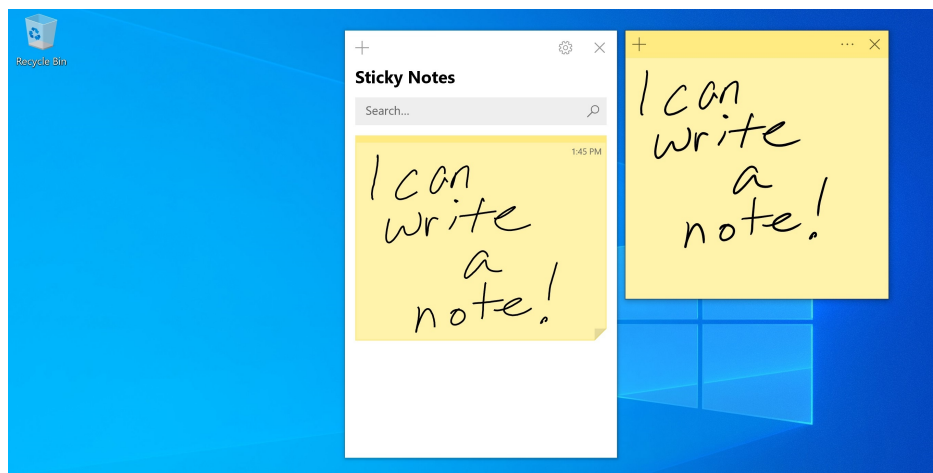 Recycle Bin
Sticky Notes
Search...
1:45 PM
I can
write
a
note!
I can
write
a
note!